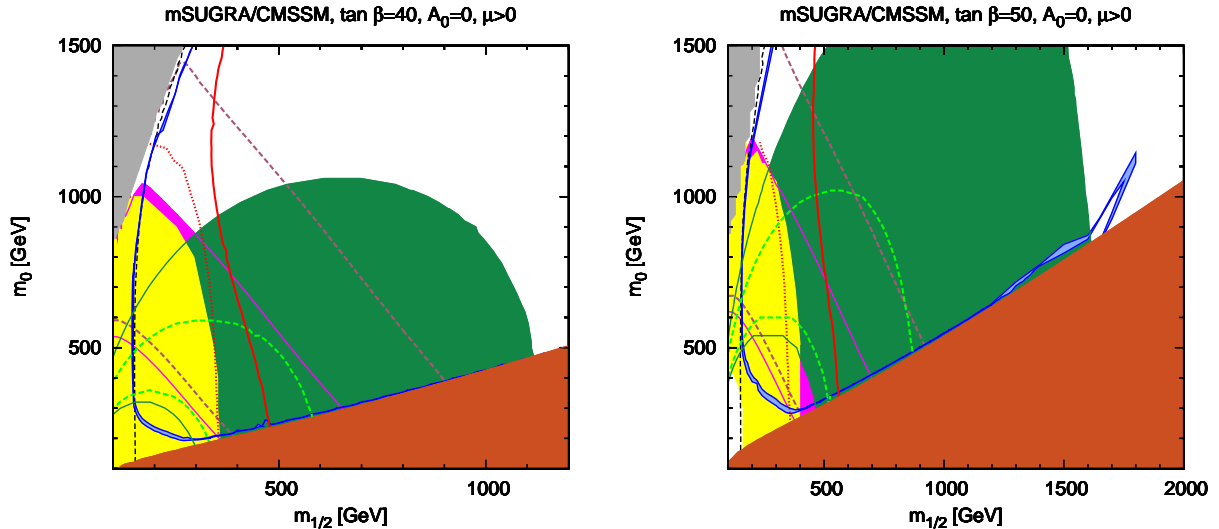 mSUGRA/CMSSM, tan β=40, A₀=0, μ>0
1500
1000
500
m₀ [GeV]
500
1000
m₁/₂ [GeV]
mSUGRA/CMSSM, tan β=50, A₀=0, μ>0
1500
1000
500
m₀ [GeV]
500
1000
1500
2000
m₁/₂ [GeV]